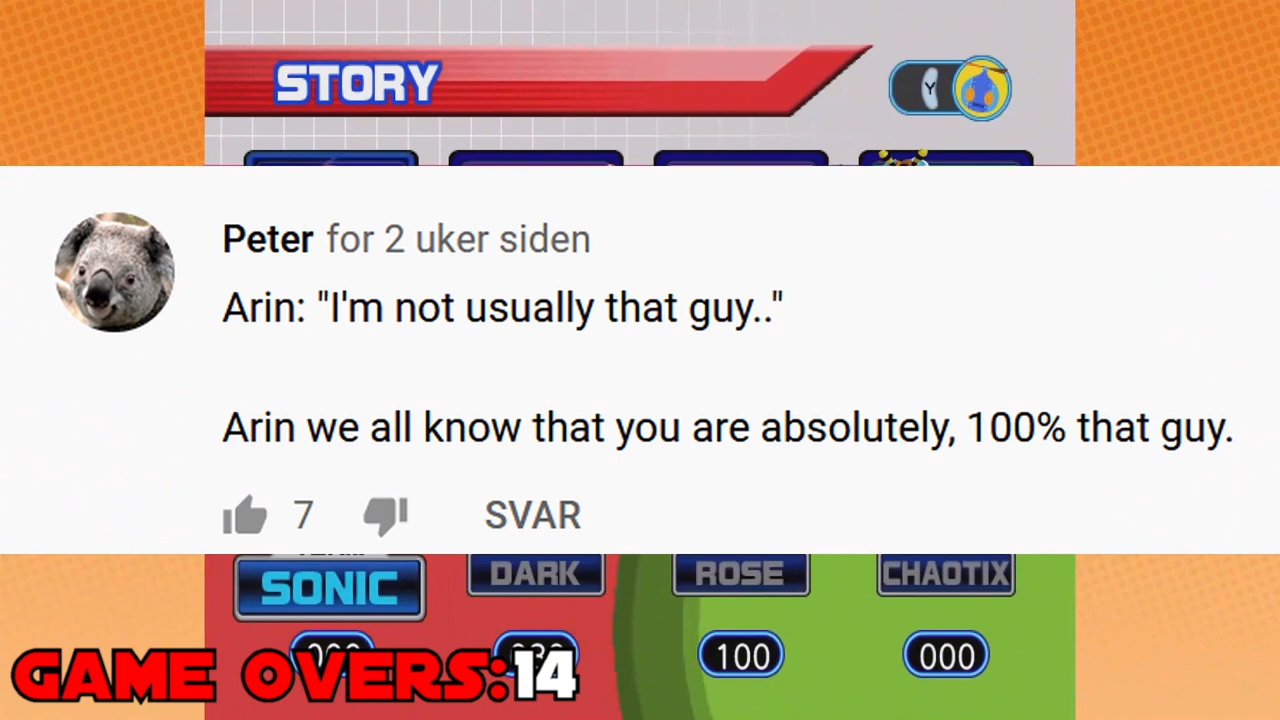 STORY
Y
Peter for 2 uker siden
Arin: "I'm not usually that guy.."
Arin we all know that you are absolutely, 100% that guy.
7
SVAR
SONIC
DARK
ROSE
CHAOTIX
100
000
GAME OVERS:14